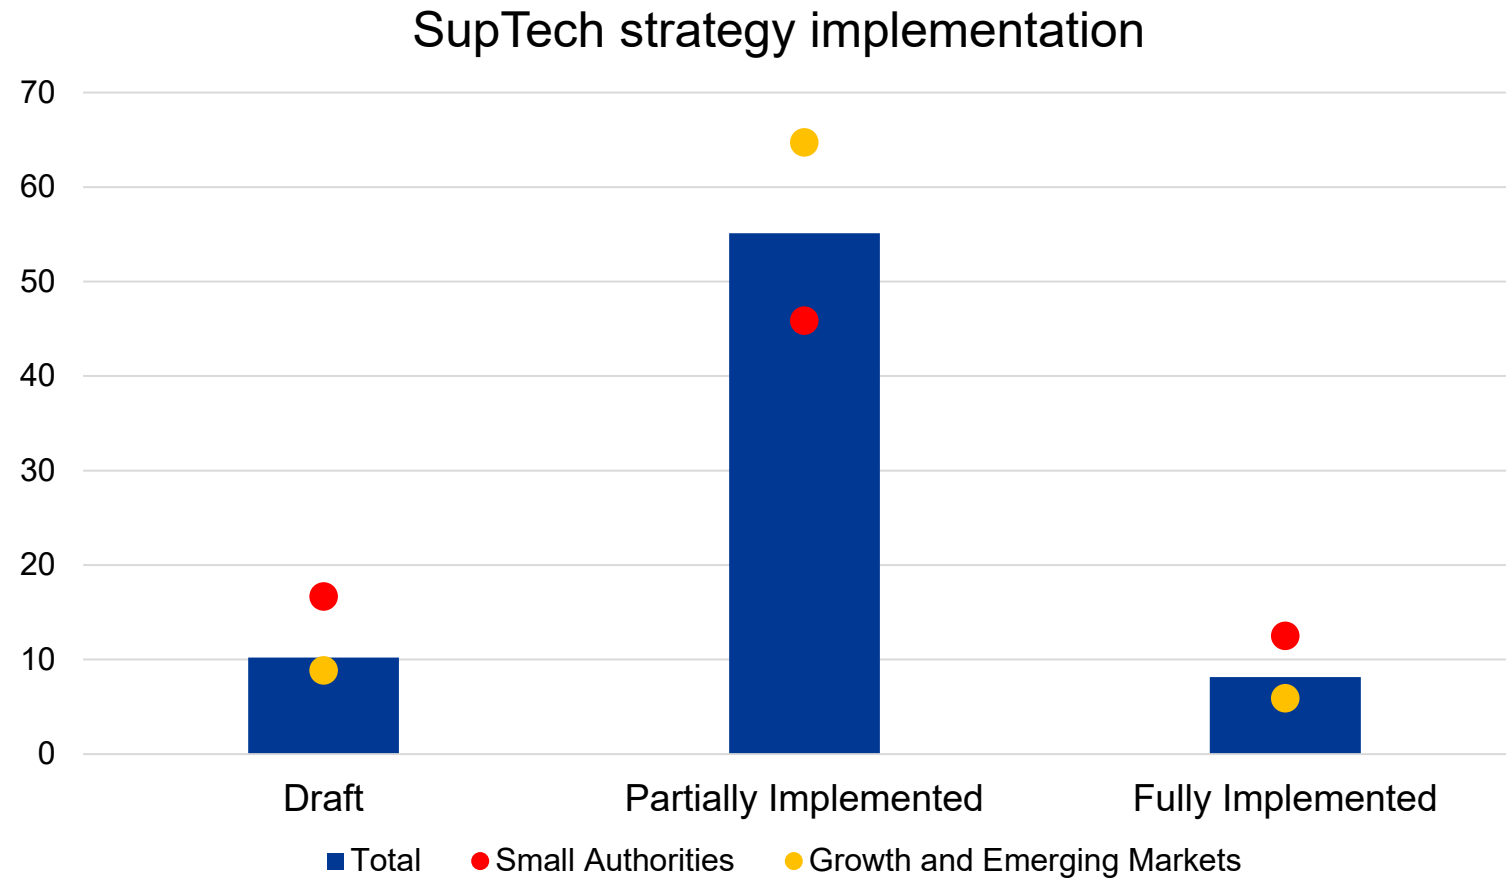 SupTech strategy implementation
70
60
50
40
30
20
10
0
Draft Partially Implemented Fully Implemented
Total Small Authorities Growth and Emerging Markets